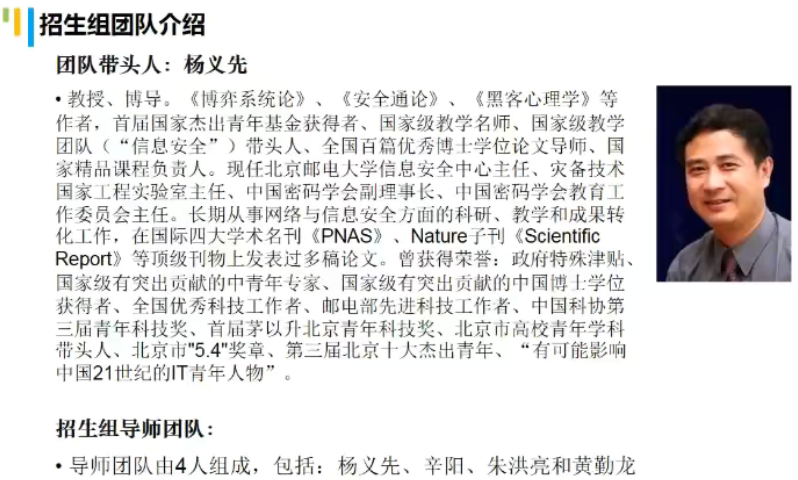 招生组团队介绍
团队带头人：杨义先
• 教授、博导。《博弈系统论》、《安全通论》、《黑客心理学》等
作者，首届国家杰出青年基金获得者、国家级教学名师、国家级教学
团队（“信息安全”）带头人、全国百篇优秀博士学位论文导师、国
家精品课程负责人。现任北京邮电大学信息安全中心主任、灾备技术
国家工程实验室主任、中国密码学会副理事长、中国密码学会教育工
作委员会主任。长期从事网络与信息安全方面的科研、教学和成果转
化工作，在国际四大学术名刊《PNAS》、Nature子刊《Scientific
Report》等顶级刊物上发表过多稿论文。曾获得荣誉：政府特殊津贴、
国家级有突出贡献的中青年专家、国家级有突出贡献的中国博士学位
获得者、全国优秀科技工作者、邮电部先进科技工作者、中国科协第
三届青年科技奖、首届茅以升北京青年科技奖、北京市高校青年学科
带头人、北京市"5.4"奖章、第三届北京十大杰出青年、“有可能影响
中国21世纪的IT青年人物”。
招生组导师团队：
• 导师团队由4人组成，包括：杨义先、辛阳、朱洪亮和黄勤龙